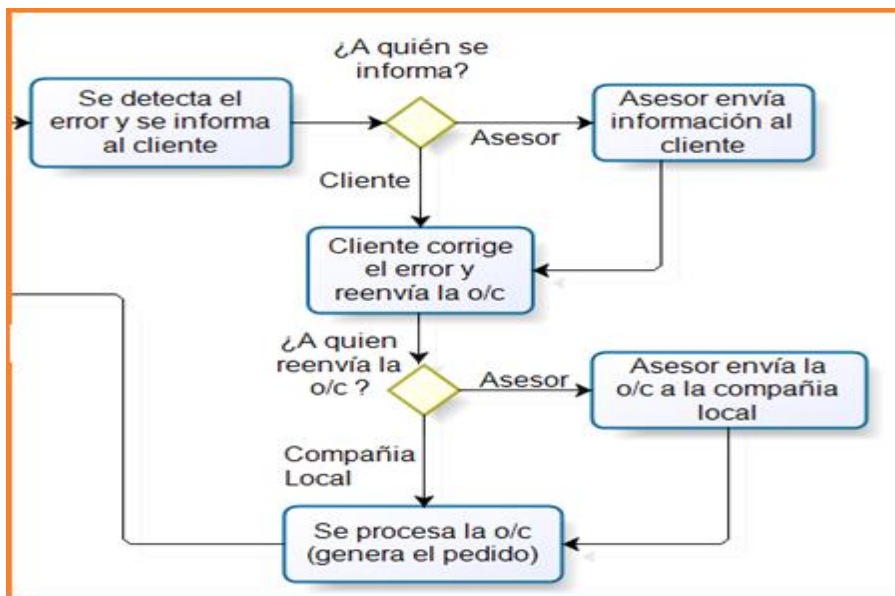 ¿A quién se
informa?
Se detecta el
error y se informa
al cliente
Asesor
Asesor envía
información al
cliente
Cliente
Cliente corrige
el error y
reenvía la o/c
¿A quien
reenvía la
o/c ?
Asesor
Asesor envía la
o/c a la compañia
local
Compañia
Local
Se procesa la o/c
(genera el pedido)